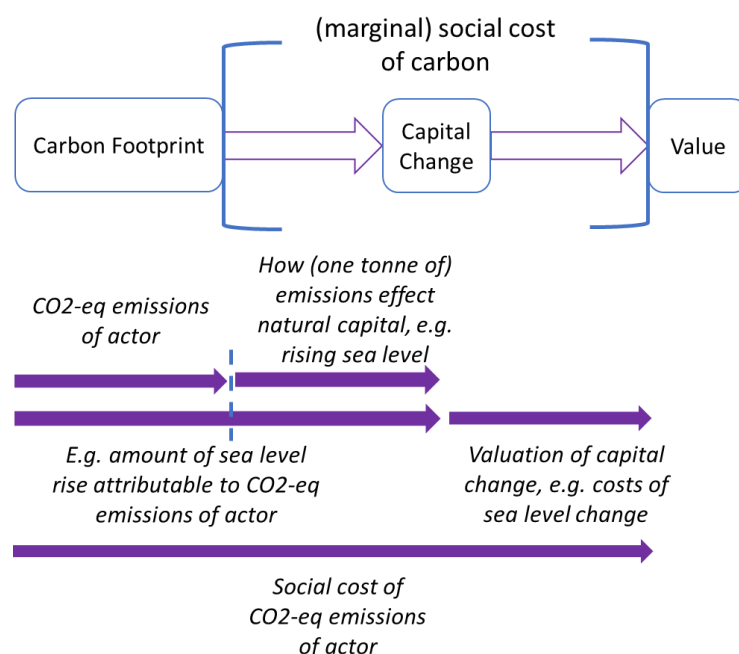 (marginal) social cost
of carbon
Carbon Footprint
Capital
Change
Value
How (one tonne of)
emissions effect
natural capital, e.g.
rising sea level
CO2-eq emissions
of actor
E.g. amount of sea level
rise attributable to CO2-eq
emissions of actor
Valuation of capital
change, e.g. costs of
sea level change
Social cost of
CO2-eq emissions
of actor